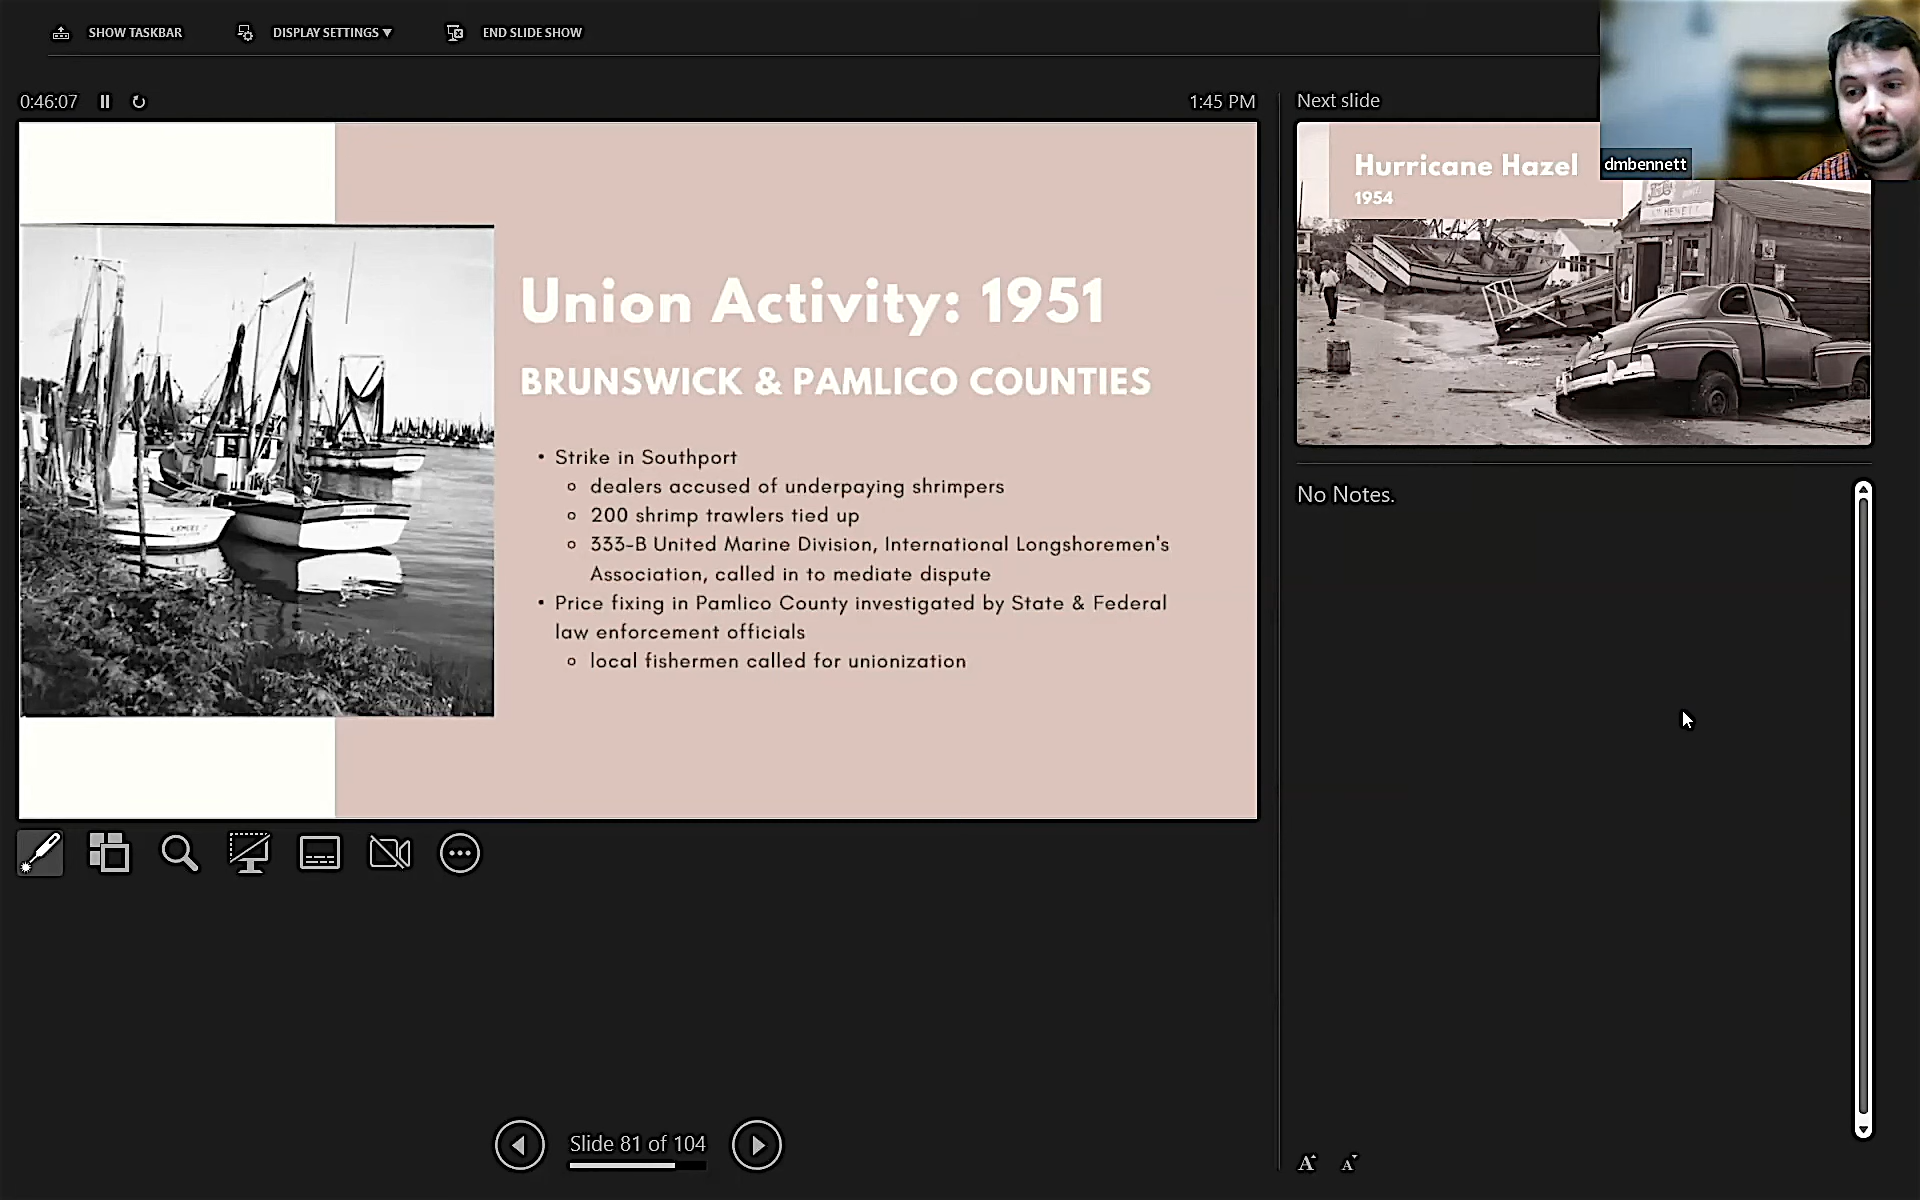 SHOW TASKBAR
DISPLAY SETTINGS ▼
END SLIDE SHOW
0:46:07
1:45 PM
Union Activity: 1951
BRUNSWICK & PAMLICO COUNTIES
• Strike in Southport
dealers accused of underpaying shrimpers
200 shrimp trawlers tied up
333-B United Marine Division, International Longshoremen's
Association, called in to mediate dispute
• Price fixing in Pamlico County investigated by State & Federal
law enforcement officials
local fishermen called for unionization
Slide 81 of 104
Next slide
Hurricane Hazel
1954
dmbennett
No Notes.
A A